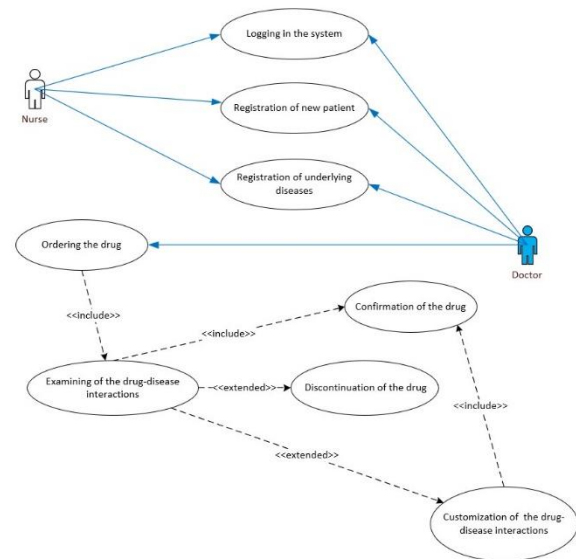 Logging in the system
Nurse
Registration of new patient
Registration of underlying
diseases
Ordering the drug
Doctor
<<include>>
Confirmation of the drug
<<include>>
Examining of the drug-disease
interactions
<<extended>>
Discontinuation of the drug
<<include>>
<<extended>>
Customization of the drug-
disease interactions